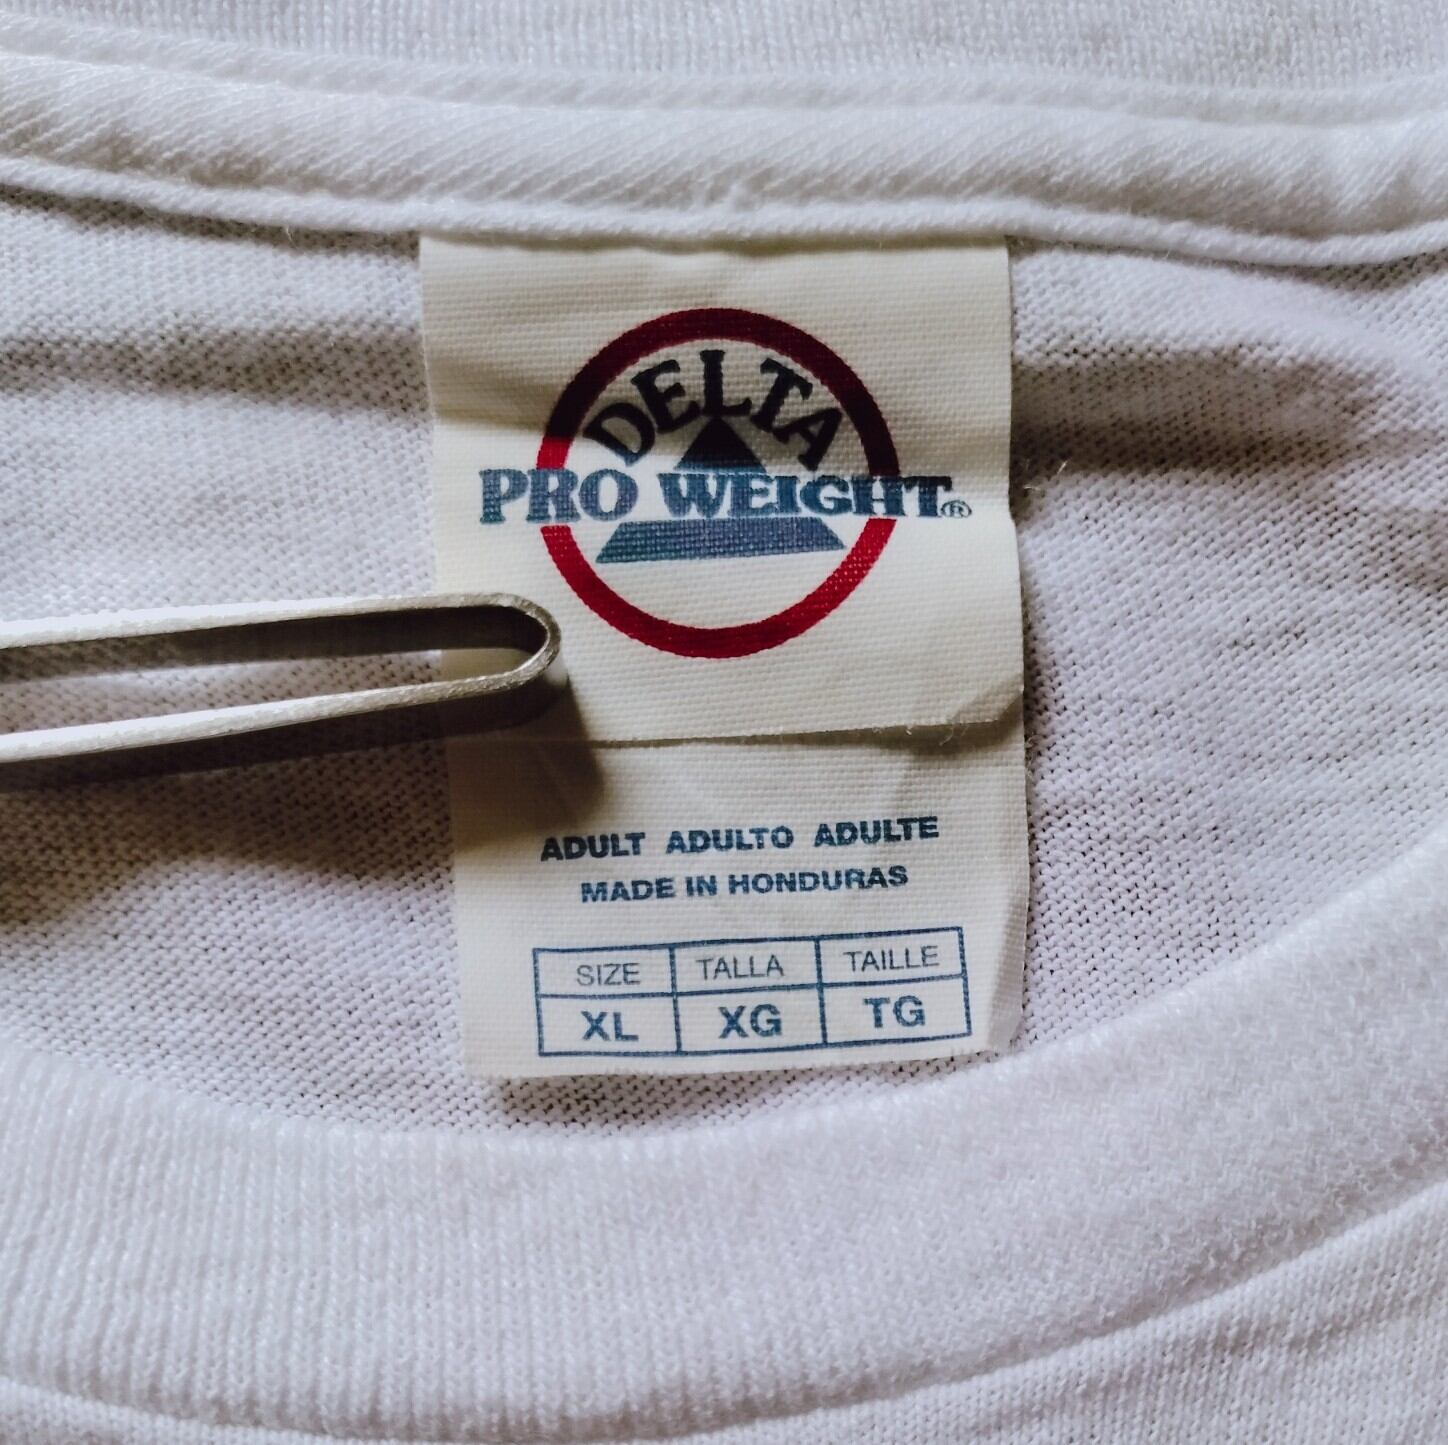 DELTA
PRO WEIGHT®
ADULT ADULTO ADULTE
MADE IN HONDURAS
SIZE TALLA TAILLE
XL XG TG